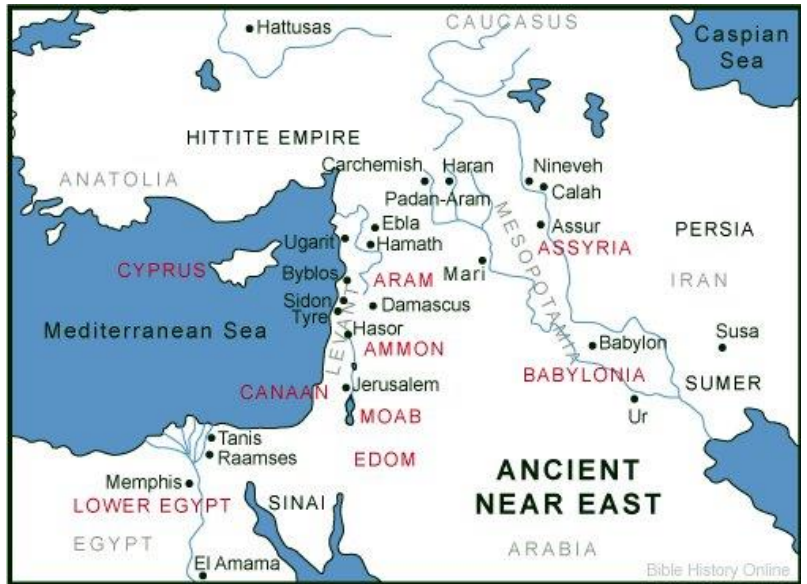 Hattusas
CAUCASUS
Caspian
Sea
HITTITE EMPIRE
ANATOLIA
Carchemish
Haran
Padan-Aram
Nineveh
Calah
MESOPOTAMIA
Assur
ASSYRIA
PERSIA
IRAN
Ebla
Ugarit
Hamath
CYPRUS
Byblos
ARAM
Mari
Sidon
Tyre
Damascus
LEVANT
Mediterranean Sea
Hasor
AMMON
Babylon
Susa
BABYLONIA
SUMER
CANAAN
Jerusalem
MOAB
Ur
Tanis
Raamses
EDOM
Memphis
LOWER EGYPT
SINAI
ANCIENT
NEAR EAST
EGYPT
ARABIA
El Amama
Bible History Online